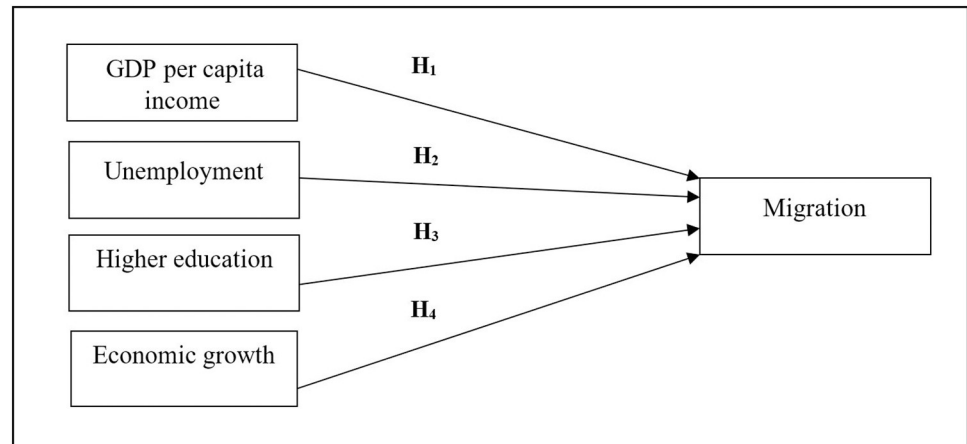 GDP per capita
income
H₁
Unemployment
H₂
Migration
Higher education
H₃
Economic growth
H₄